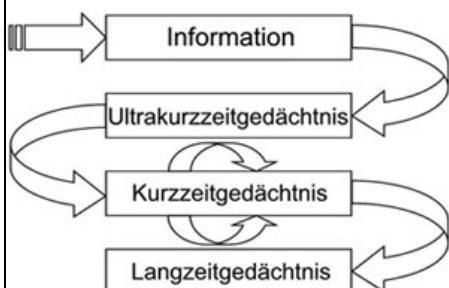 Information
Ultrakurzzeitgedächtnis
Kurzzeitgedächtnis
Langzeitgedächtnis